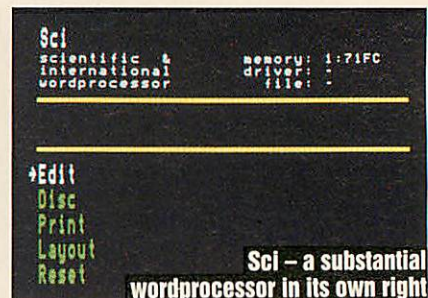 Sci
scientific & memory: 1:71FC
international driver: -
wordprocessor file: -
→Edit
Disc
Print
Layout
Reset
Sci – a substantial
wordprocessor in its own right